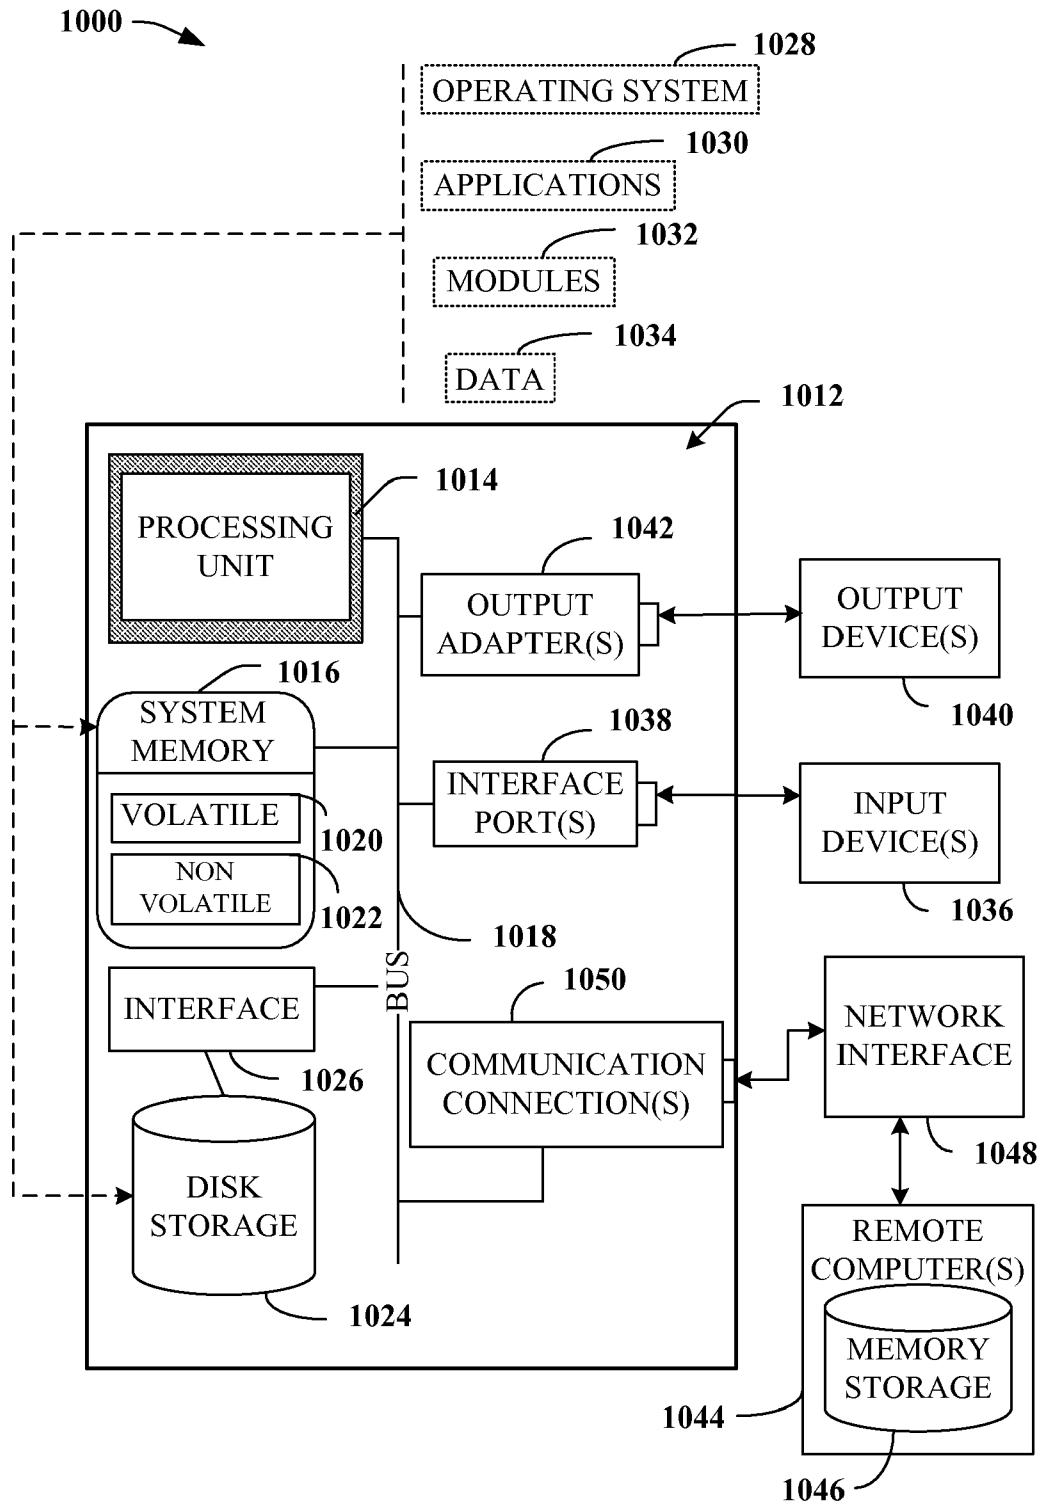 1000
1028
OPERATING SYSTEM
1030
APPLICATIONS
1032
MODULES
1034
DATA
1012
1014
PROCESSING
UNIT
1042
OUTPUT
ADAPTER(S)
OUTPUT
DEVICE(S)
1040
1016
SYSTEM
MEMORY
VOLATILE
1020
NON
VOLATILE
1022
1038
INTERFACE
PORT(S)
INPUT
DEVICE(S)
1036
1018
BUS
INTERFACE
1026
1050
COMMUNICATION
CONNECTION(S)
NETWORK
INTERFACE
1048
DISK
STORAGE
1024
REMOTE
COMPUTER(S)
MEMORY
STORAGE
1044
1046